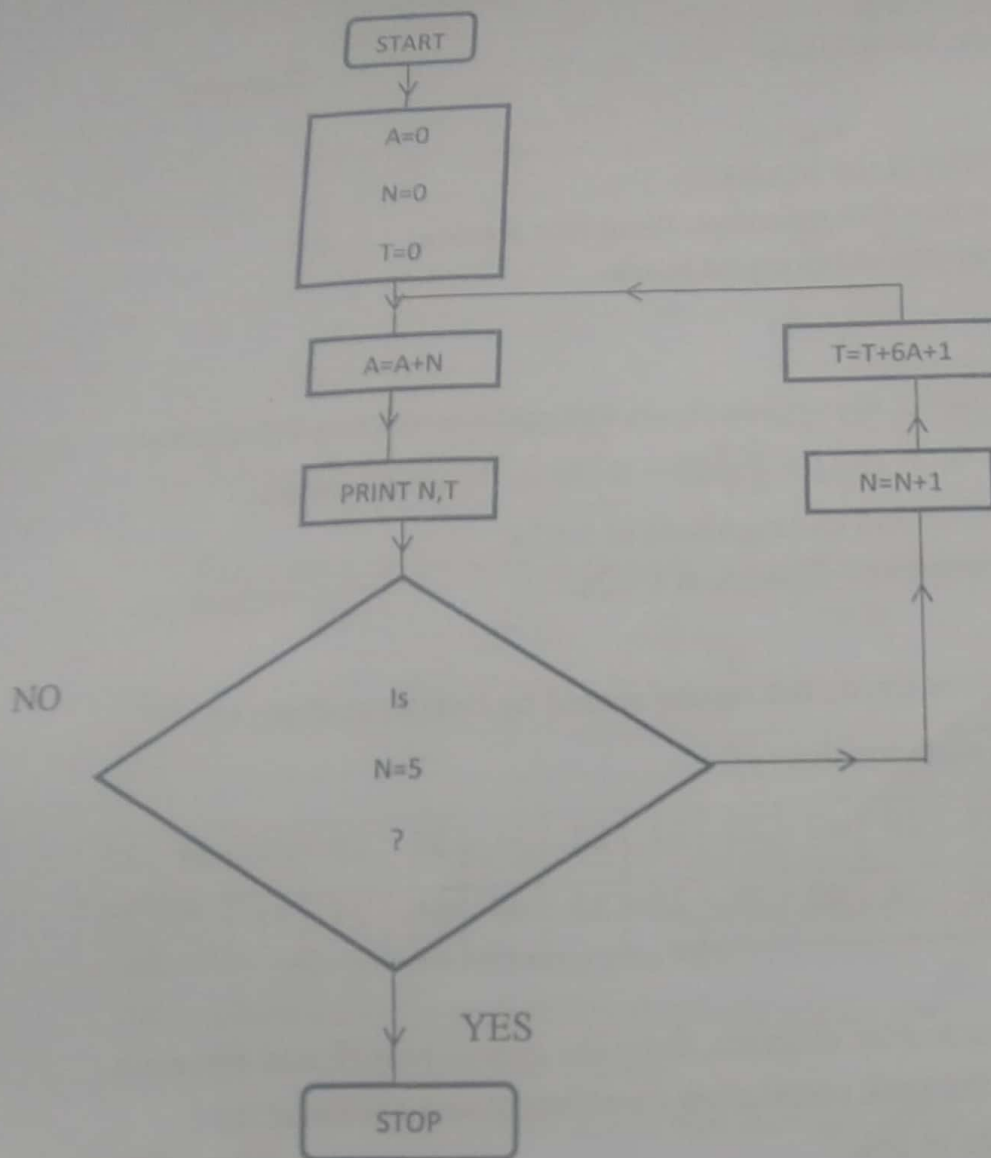 START
A=0
N=0
T=0
A=A+N
T=T+6A+1
PRINT N,T
N=N+1
NO
Is
N=5
?
YES
STOP